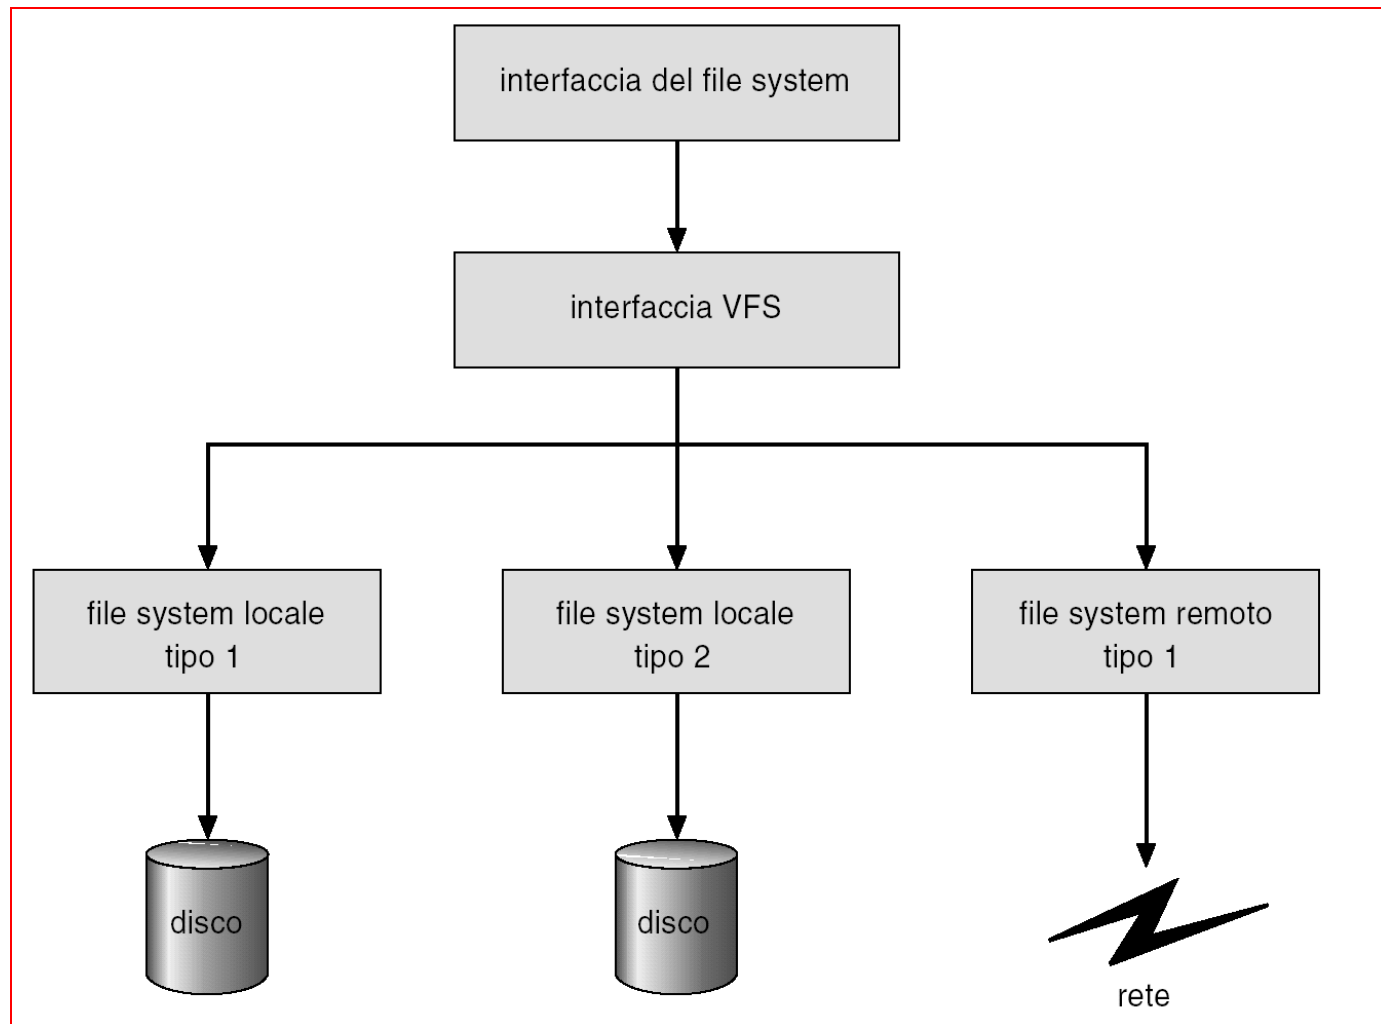 interfaccia del file system
interfaccia VFS
file system locale
tipo 1
file system locale
tipo 2
file system remoto
tipo 1
disco
disco
rete